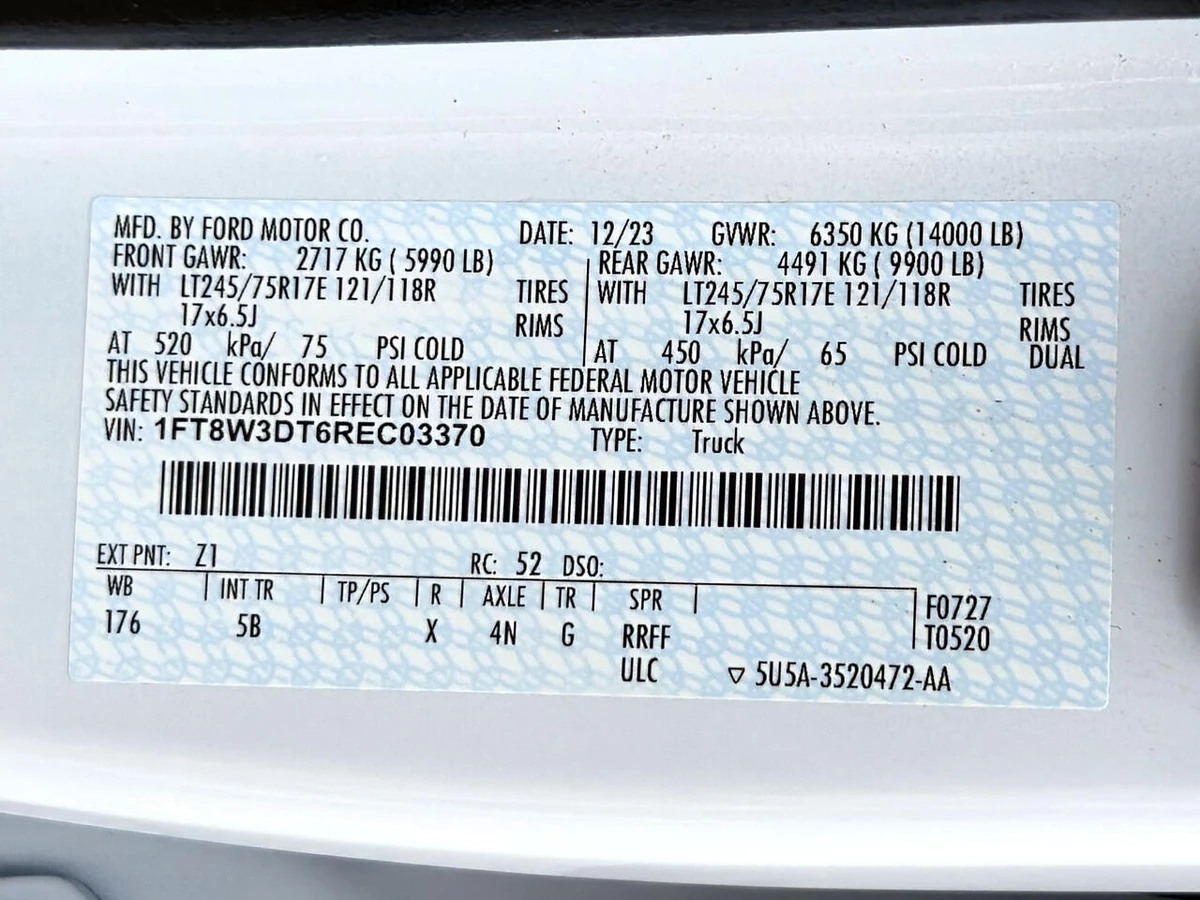 MFD. BY FORD MOTOR CO. DATE: 12/23 GVWR: 6350 KG (14000 LB)
FRONT GAWR: 2717 KG ( 5990 LB) REAR GAWR: 4491 KG ( 9900 LB)
WITH LT245/75R17E 121/118R TIRES WITH LT245/75R17E 121/118R TIRES
17x6.5J RIMS 17x6.5J RIMS
AT 520 kPa/ 75 PSI COLD AT 450 kPa/ 65 PSI COLD DUAL
THIS VEHICLE CONFORMS TO ALL APPLICABLE FEDERAL MOTOR VEHICLE
SAFETY STANDARDS IN EFFECT ON THE DATE OF MANUFACTURE SHOWN ABOVE.
VIN: 1FT8W3DT6REC03370 TYPE: Truck
EXT PNT: Z1 RC: 52 DSO:
WB INT TR TP/PS R AXLE TR SPR F0727
176 5B X 4N G RRFF T0520
ULC ▽ 5U5A-3520472-AA